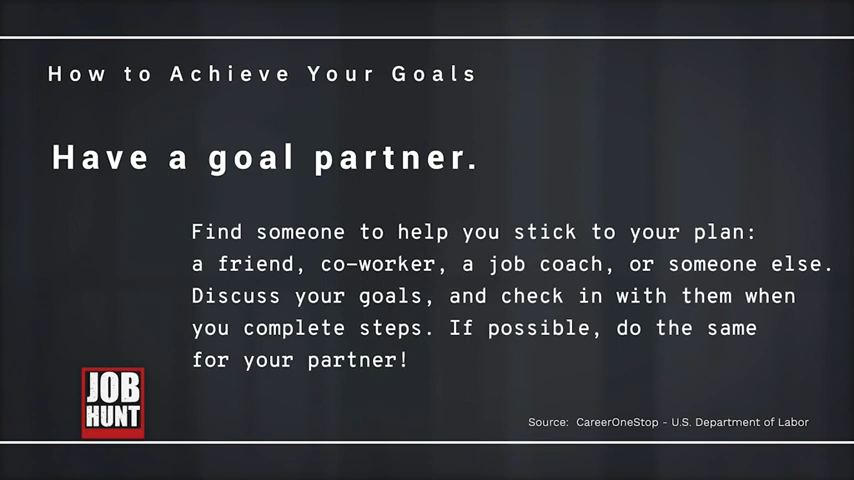 How to Achieve Your Goals
Have a goal partner.
Find someone to help you stick to your plan:
a friend, co-worker, a job coach, or someone else.
Discuss your goals, and check in with them when
you complete steps. If possible, do the same
for your partner!
JOB
HUNT
Source: CareerOneStop - U.S. Department of Labor